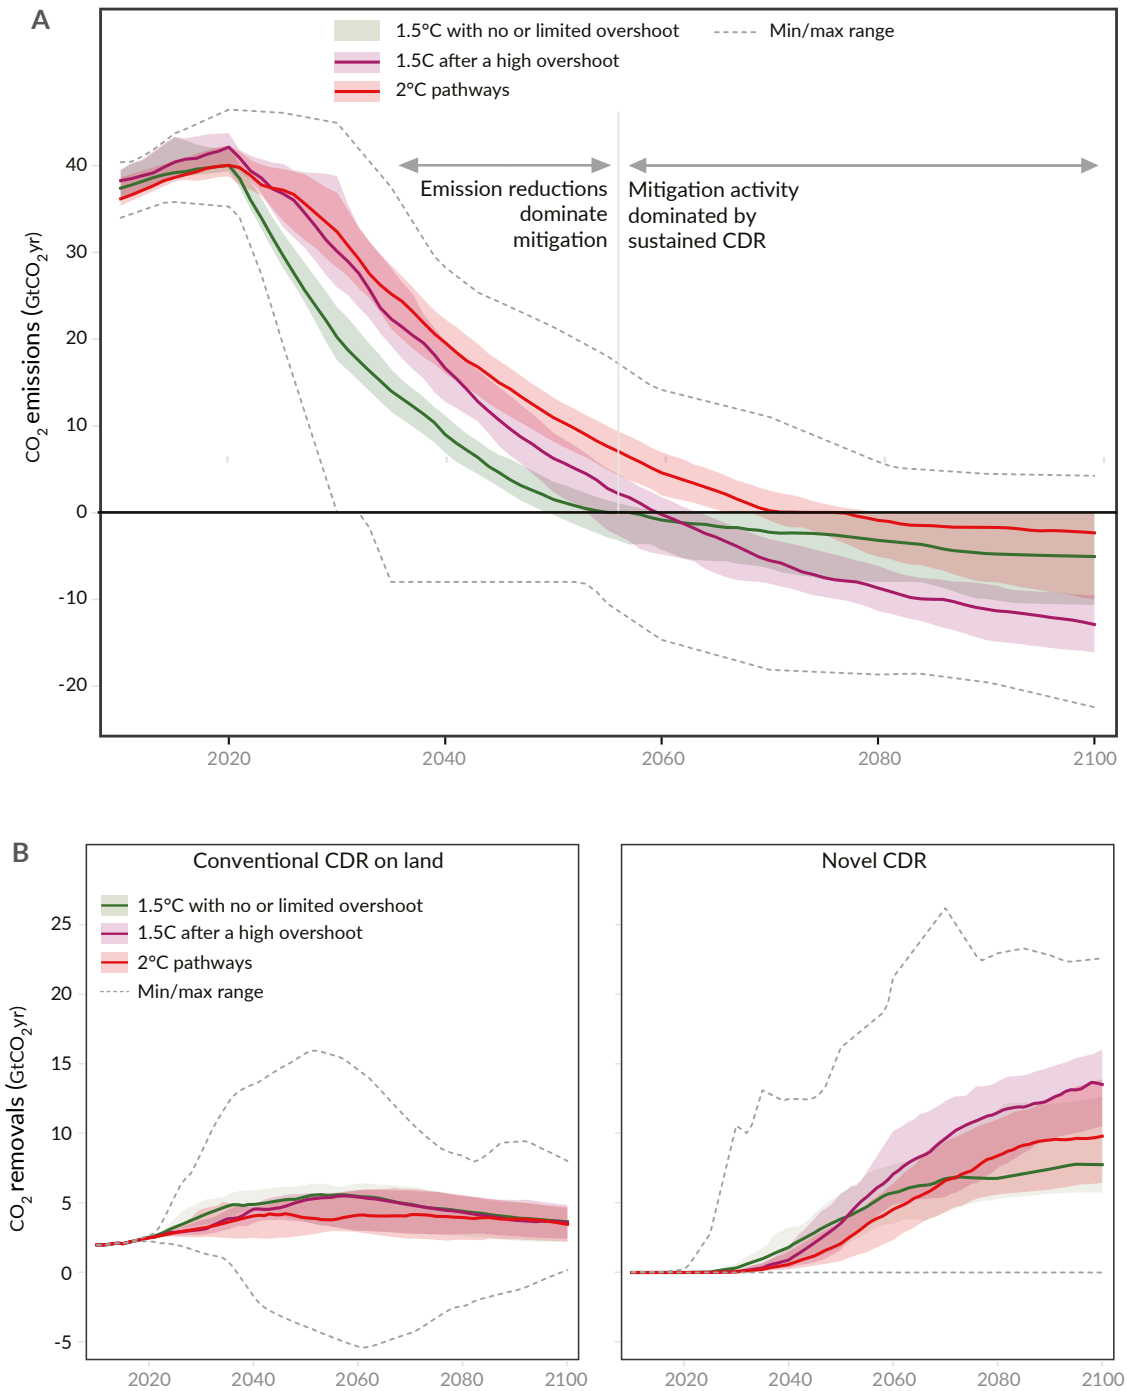 A
1.5°C with no or limited overshoot
Min/max range
1.5C after a high overshoot
2°C pathways
Emission reductions
dominate
mitigation
Mitigation activity
dominated by
sustained CDR
CO2 emissions (GtCO2yr)
40
30
20
10
0
-10
-20
2020
2040
2060
2080
2100
B
Conventional CDR on land
1.5°C with no or limited overshoot
1.5C after a high overshoot
2°C pathways
Min/max range
CO2 removals (GtCO2yr)
25
20
15
10
5
0
-5
2020
2040
2060
2080
2100
Novel CDR
2020
2040
2060
2080
2100